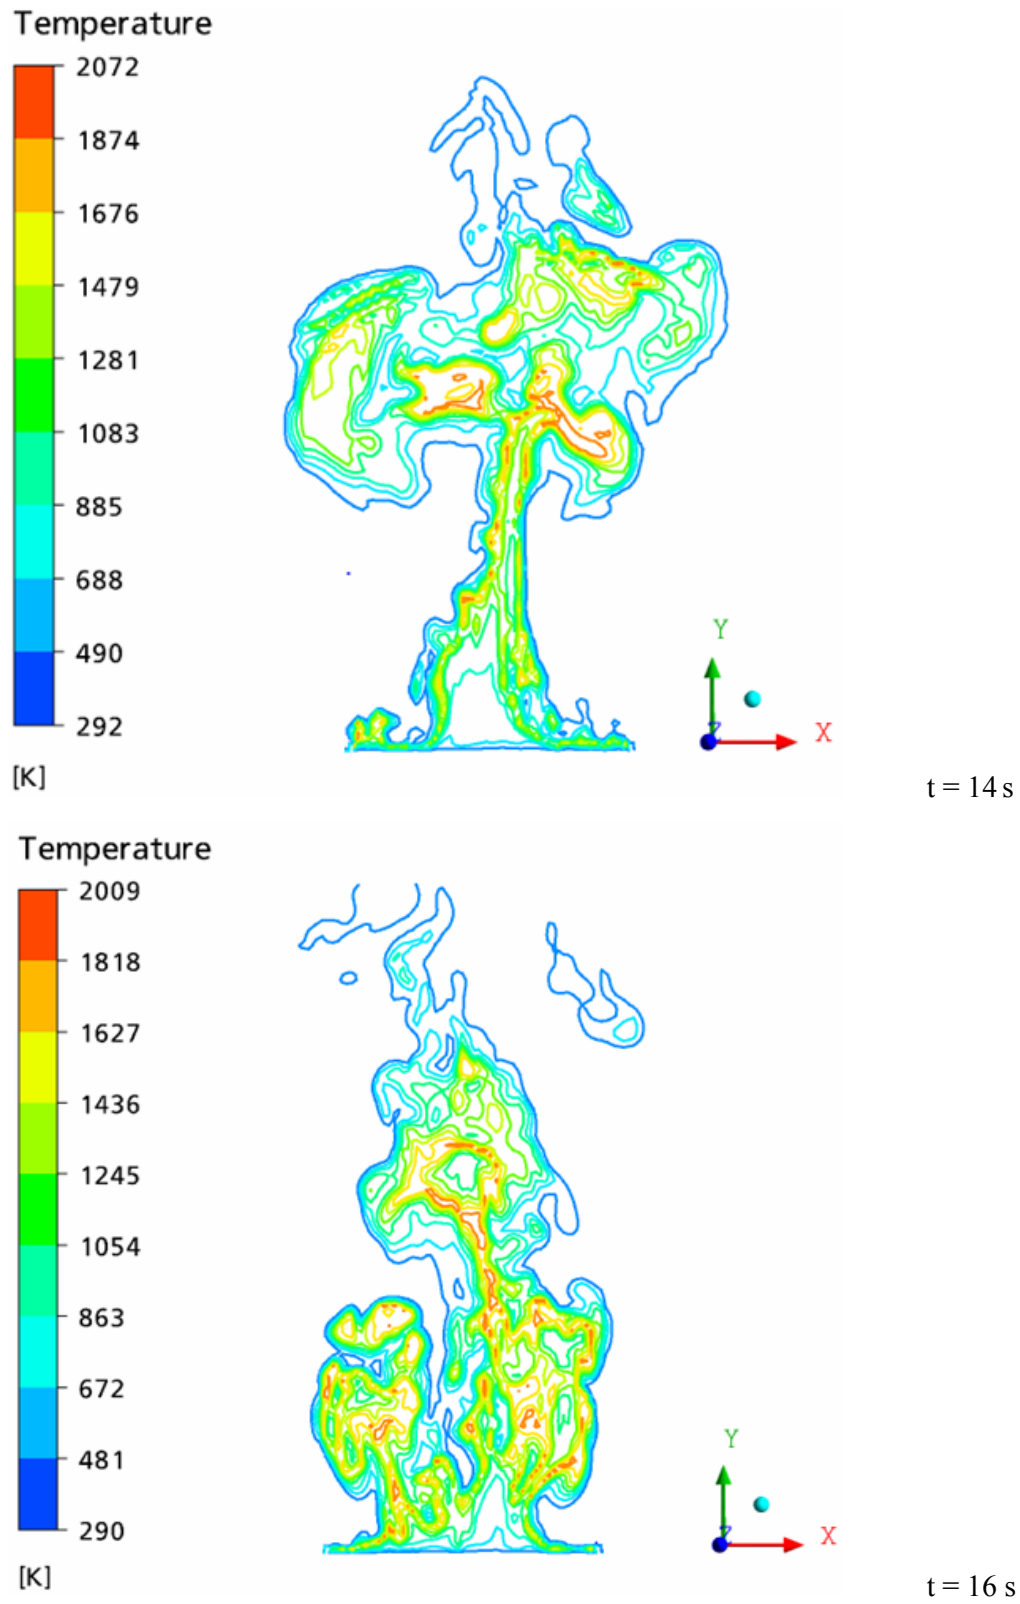 Temperature
2072
1874
1676
1479
1281
1083
885
688
490
292
[K]
Y
Z
X
t = 14 s
Temperature
2009
1818
1627
1436
1245
1054
863
672
481
290
[K]
Y
Z
X
t = 16 s